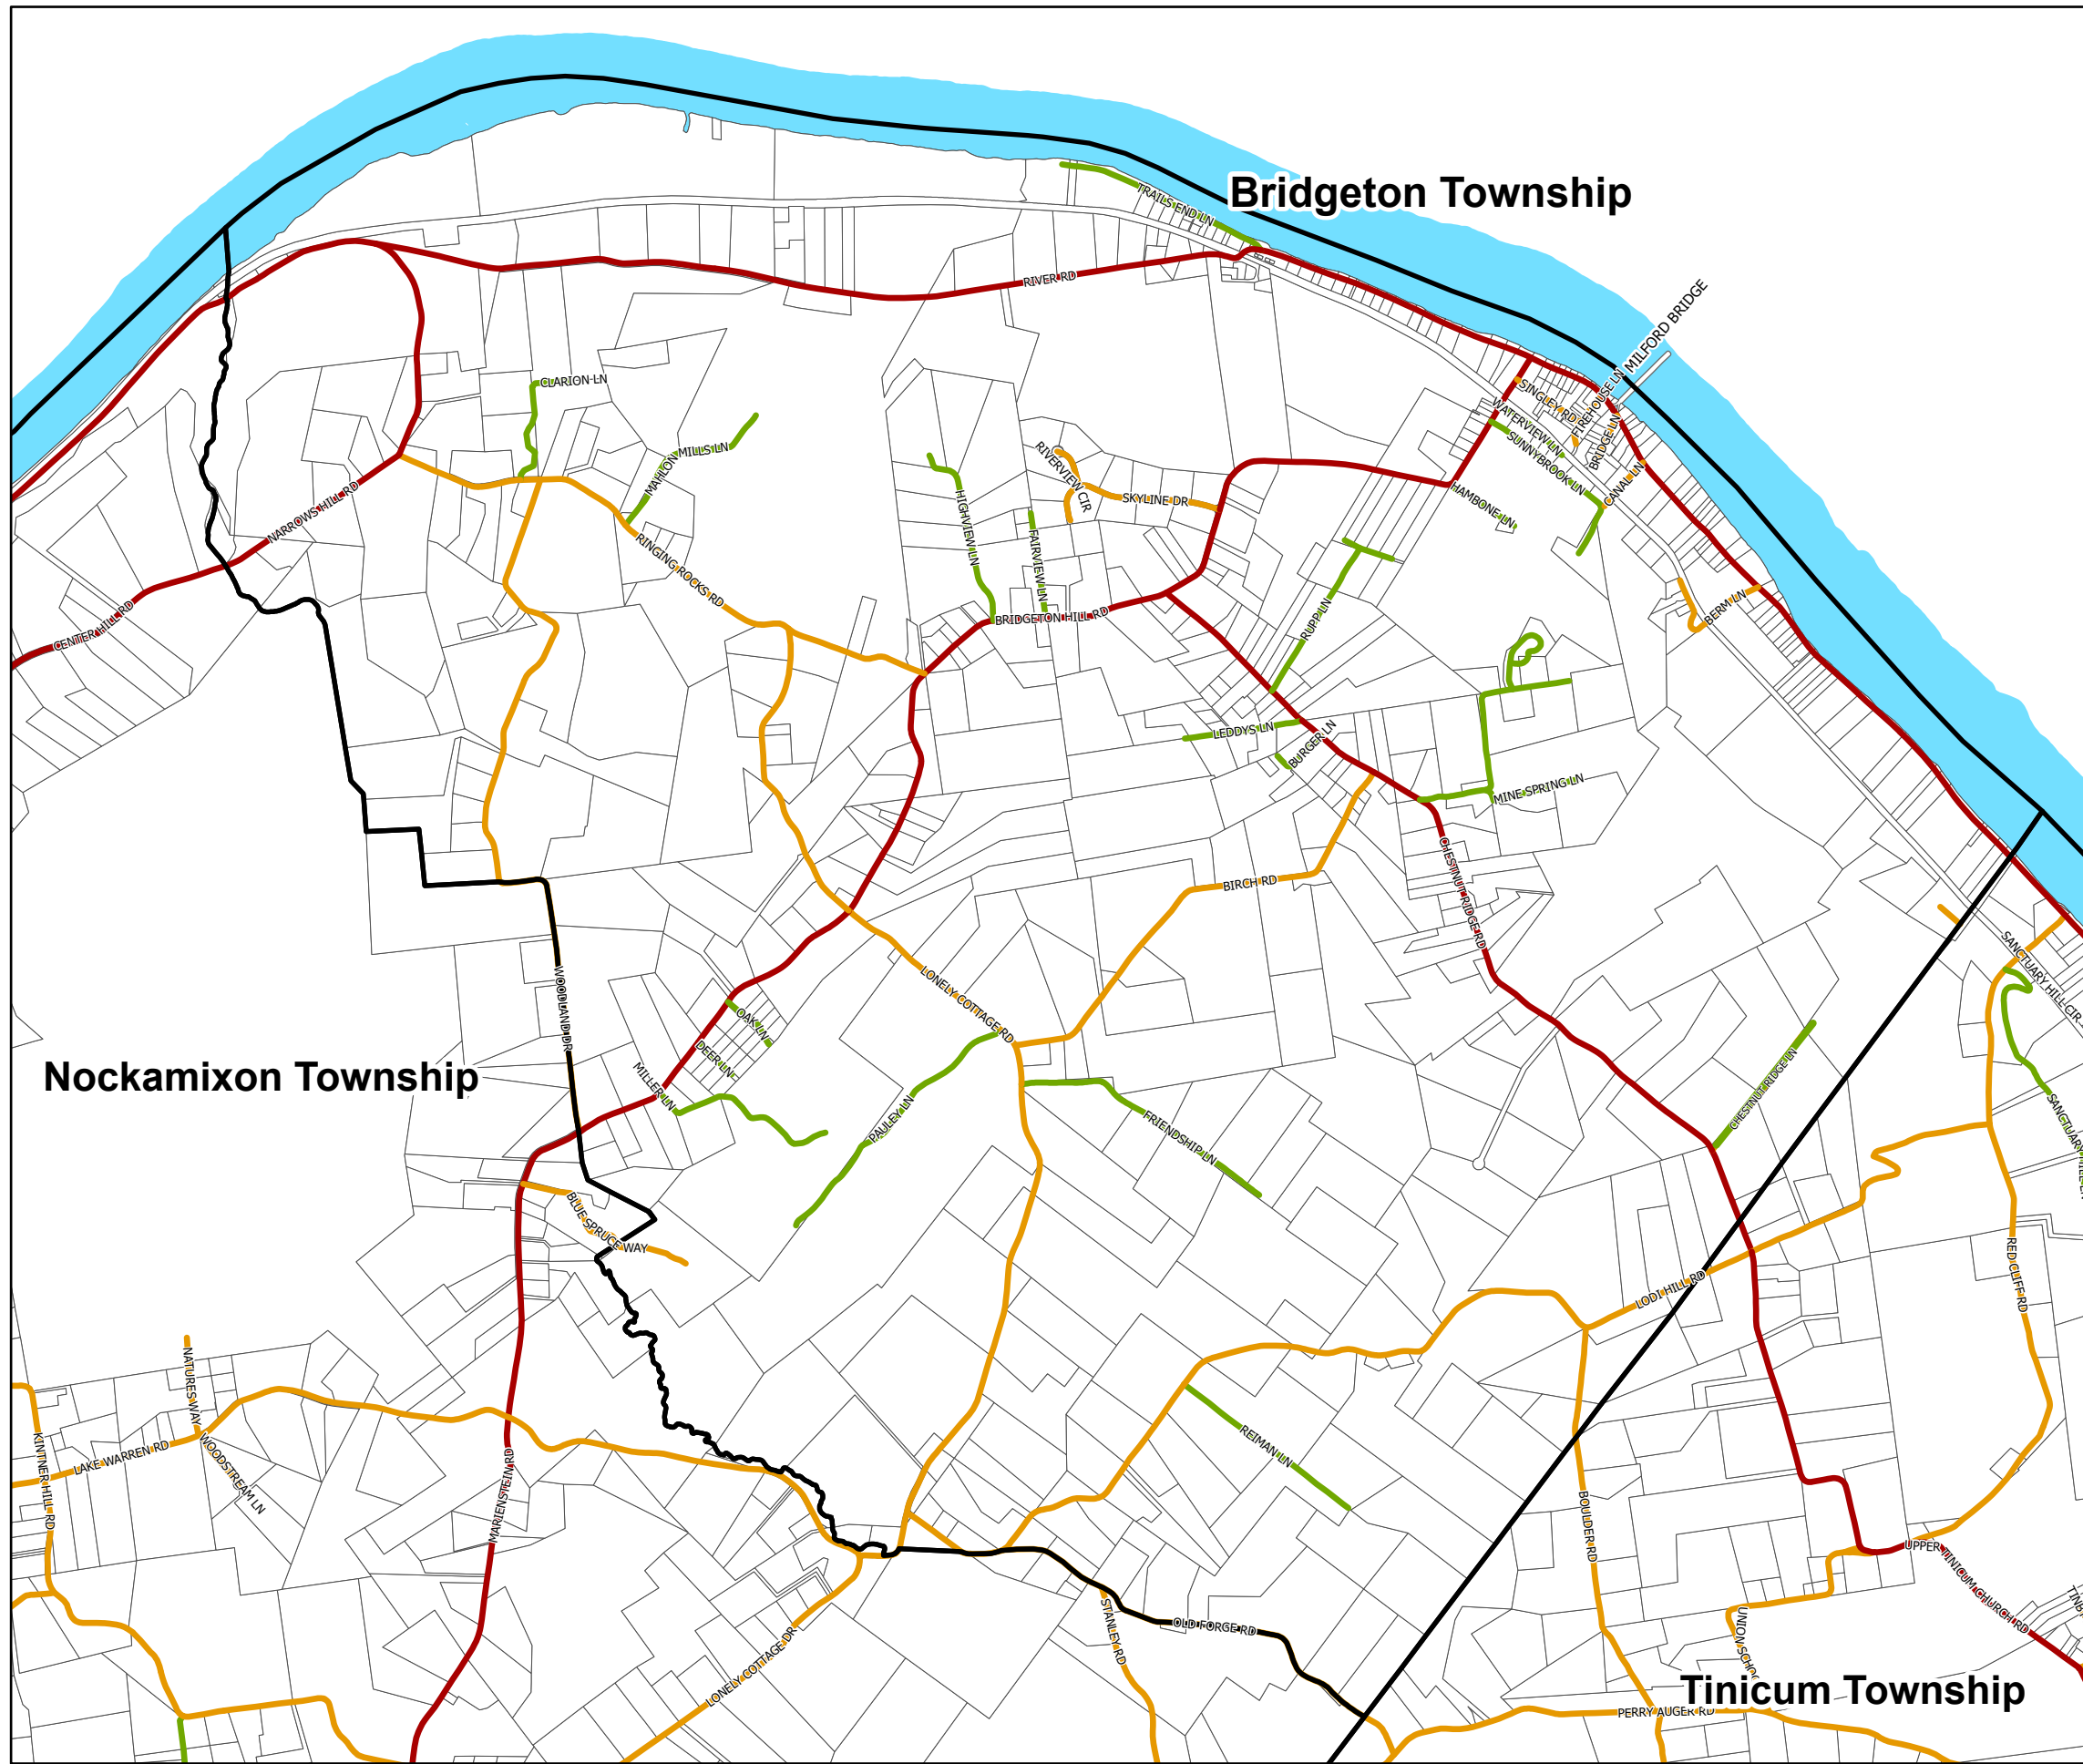 Bridgeton Township
TRAILS END LN
RIVER RD
MILFORD BRIDGE
FIREHOUSE LN
SINGLEY RD
WATERVIEW LN
SUNNYBROOK LN
BRIDGE LN
CANAL LN
HAMBONE LN
CLARION LN
MAHLON MILLS LN
NARROWS HILL RD
CENTER HILL RD
RINGING ROCKS RD
RIVERVIEW CIR
SKYLINE DR
HIGHVIEW LN
FAIRVIEW LN
BRIDGETON HILL RD
RUPP LN
BERM LN
LEDDYS LN
BURGER LN
MINE SPRING LN
CHESTNUT RIDGE RD
BIRCH RD
LONELY COTTAGE RD
WOODLAND DR
OAK LN
DEER LN
MILLER LN
PAULEY LN
FRIENDSHIP LN
CHESTNUT RIDGE LN
SANCTUARY HILL CIR
Nockamixon Township
BLUE SPRUCE WAY
LODI HILL RD
RED CLIFF RD
NATURES WAY
LAKE WARREN RD
WOODSTREAM LN
KINTNER HILL RD
MARIENSTEIN RD
REIMAN LN
BOULDER RD
UPPER TINICUM CHURCH RD
STANLEY RD
OLD FORGE RD
LONELY COTTAGE DR
Tinicum Township
PERRY AUGER RD